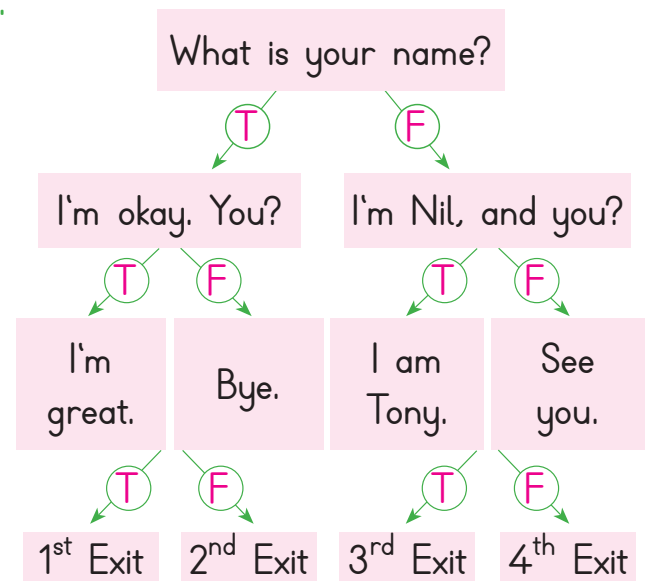 What is your name?
T F
I'm okay. You? I'm Nil, and you?
T F T F
I'm Bye. I am See
great. Tony. you.
T F T F
1st Exit 2nd Exit 3rd Exit 4th Exit